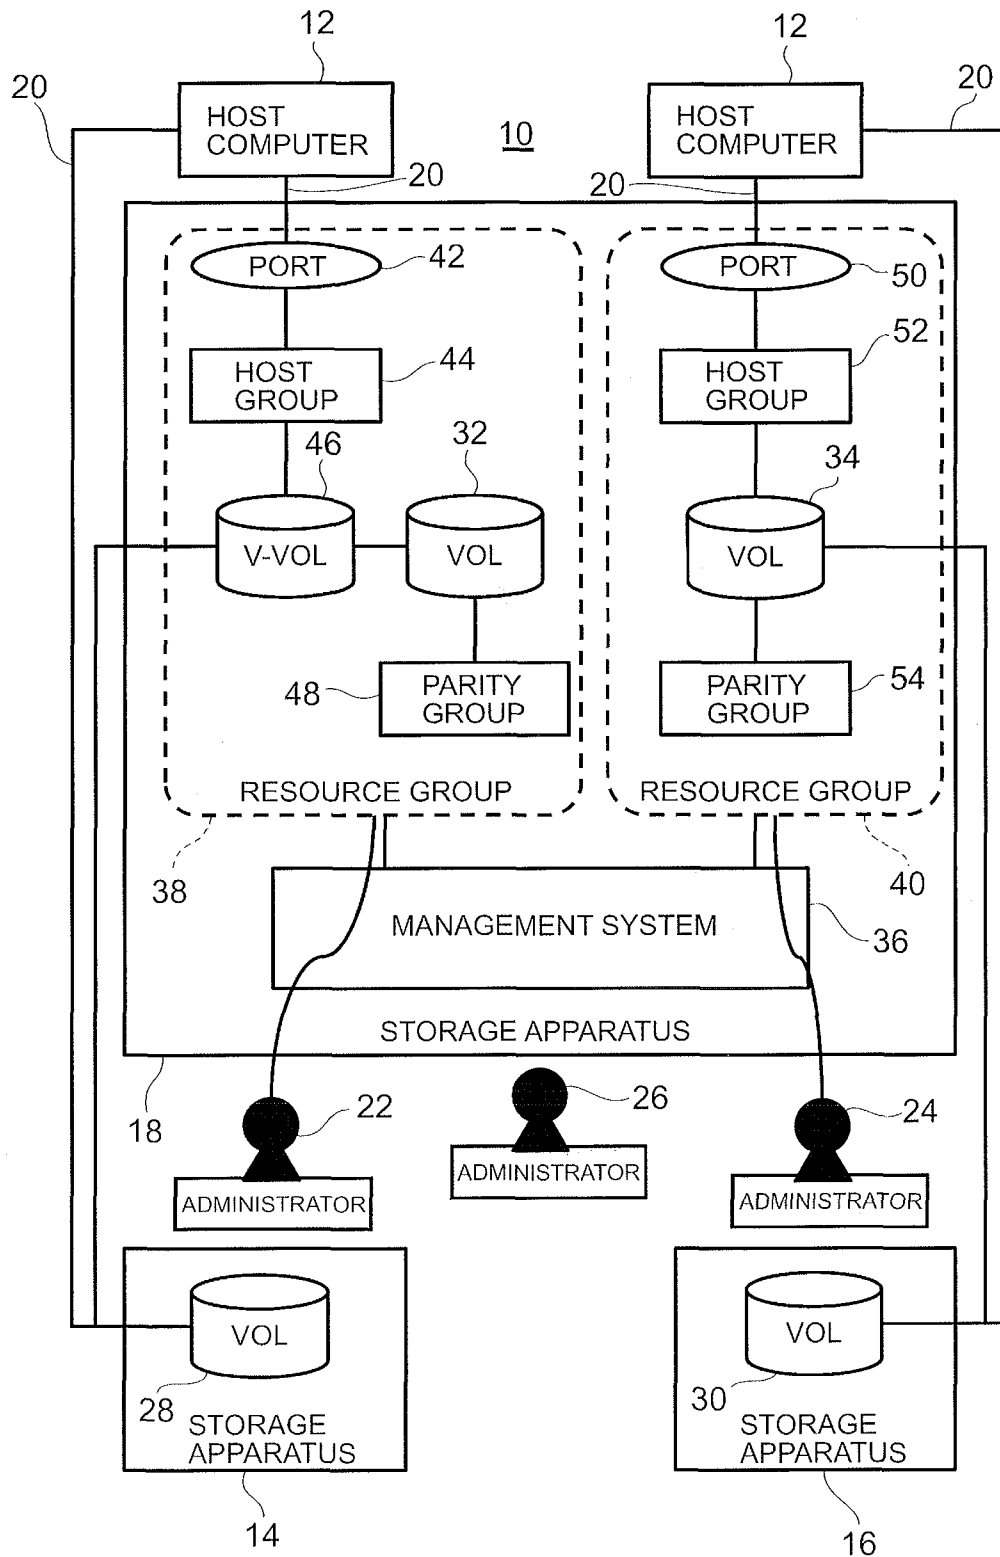 12
12
20
20
HOST
COMPUTER
10
HOST
COMPUTER
20
20
PORT
42
PORT
50
52
HOST
GROUP
44
HOST
GROUP
46
32
34
V-VOL
VOL
VOL
48
PARITY
GROUP
PARITY
GROUP
54
RESOURCE GROUP
RESOURCE GROUP
38
40
MANAGEMENT SYSTEM
36
STORAGE APPARATUS
18
22
26
24
ADMINISTRATOR
ADMINISTRATOR
ADMINISTRATOR
VOL
VOL
28
30
STORAGE
APPARATUS
STORAGE
APPARATUS
14
16